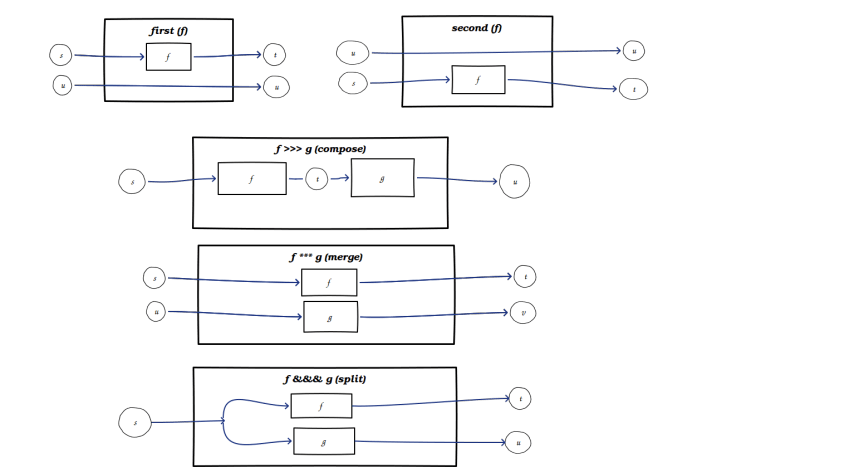 first (f)
s f t
u u
second (f)
u u
s f t
f >>> g (compose)
s f t g u
f *** g (merge)
s f t
u g v
f &&& g (split)
f t
s
g u